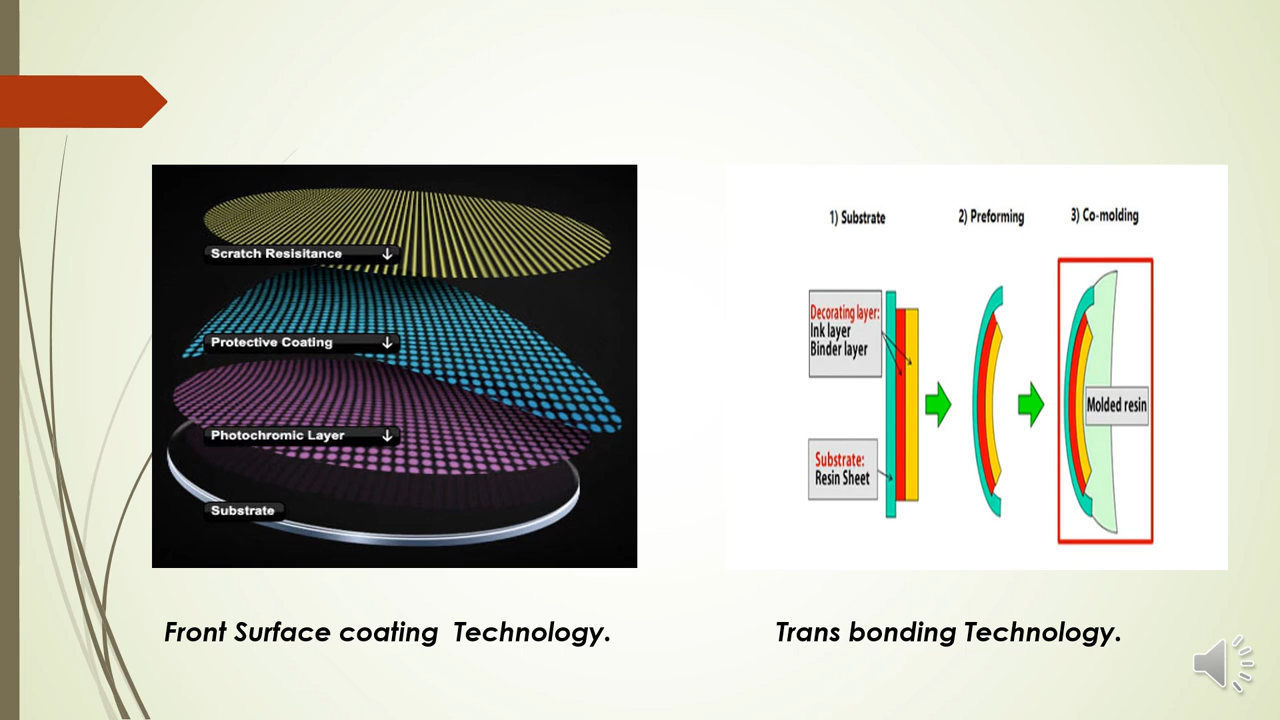 Scratch Resisitance
Protective Coating
Photochromic Layer
Substrate
1) Substrate
2) Preforming
3) Co-molding
Decorating layer:
Ink layer
Binder layer
Substrate:
Resin Sheet
Molded resin
Front Surface coating Technology.
Trans bonding Technology.